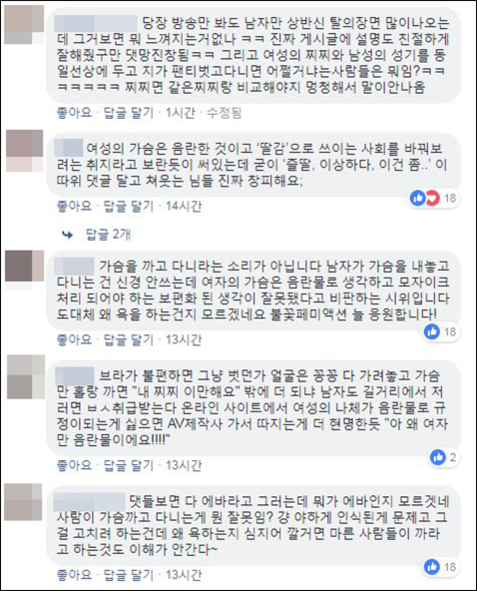 당장 방송만 봐도 남자만 상반신 탈의장면 많이나오는
데 그거보면 뭐 느껴지는거없나 ㅋㅋ 진짜 게시글에 설명도 친절하게
잘해줬구만 댓망진창됨ㅋㅋ 그리고 여성의 찌찌와 남성의 성기를 동
일선상에 두고 지가 팬티벗고다니면 어쩔거냐는사람들은 뭐임?ㅋㅋ
ㅋㅋㅋㅋㅋ 찌찌면 같은찌찌랑 비교해야지 멍청해서 말이안나옴
좋아요 · 답글 달기 · 1시간 · 수정됨
여성의 가슴은 음란한 것이고 '딸감'으로 쓰이는 사회를 바꿔보
려는 취지라고 보란듯이 써있는데 굳이 '즐딸, 이상하다, 이건 좀..' 이
따위 댓글 달고 쳐웃는 님들 진짜 창피해요;
좋아요 · 답글 달기 · 14시간
18
답글 2개
가슴을 까고 다니라는 소리가 아닙니다 남자가 가슴을 내놓고
다니는 건 신경 안쓰는데 여자의 가슴은 음란물로 생각하고 모자이크
처리 되어야 하는 보편화 된 생각이 잘못됐다고 비판하는 시위입니다
도대체 왜 욕을 하는건지 모르겠네요 불꽃페미액션 늘 응원합니다!
좋아요 · 답글 달기 · 13시간
18
브라가 불편하면 그냥 벗던가 얼굴은 꽁꽁 다 가려놓고 가슴
만 훌랑 까면 "내 찌찌 이만해요" 밖에 더 되냐 남자도 길거리에서 저
러면 ㅂㅅ취급받는다 온라인 사이트에서 여성의 나체가 음란물로 규
정이되는게 싫으면 AV제작사 가서 따지는게 더 현명한듯 "아 왜 여자
만 음란물이에요!!!!"
좋아요 · 답글 달기 · 13시간
2
댓들보면 다 에바라고 그러는데 뭐가 에바인지 모르겠네
사람이 가슴까고 다니는게 뭔 잘못임? 걍 야하게 인식된게 문제고 그
걸 고치려 하는건데 왜 욕하는지 심지어 깔거면 마른 사람들이 까라
고 하는것도 이해가 안간다~
좋아요 · 답글 달기 · 13시간
18